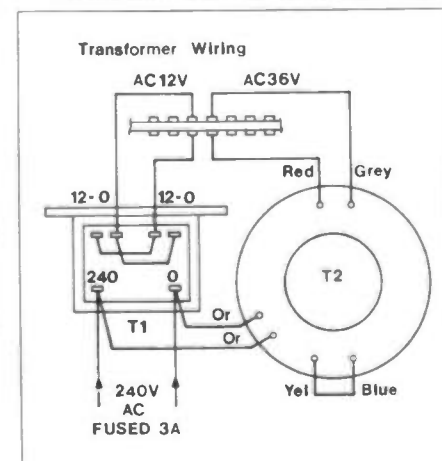 Transformer Wiring
AC12V AC36V
Red Grey
12-0 12-0
240 0
T2
T1
Or
Or
240V
AC
FUSED 3A
Yel Blue